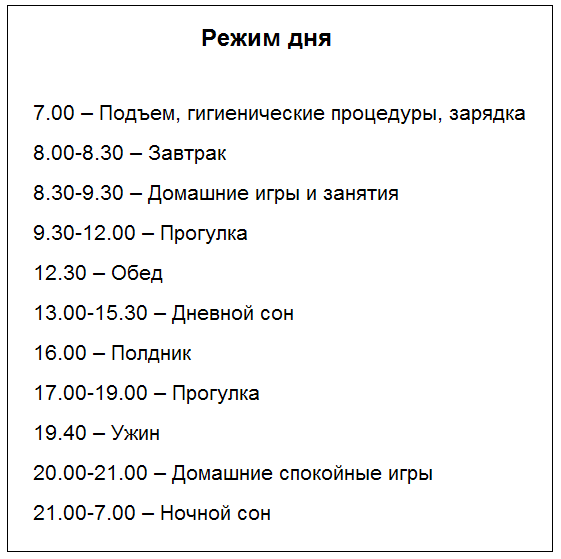 Режим дня
7.00 – Подъем, гигиенические процедуры, зарядка
8.00-8.30 – Завтрак
8.30-9.30 – Домашние игры и занятия
9.30-12.00 – Прогулка
12.30 – Обед
13.00-15.30 – Дневной сон
16.00 – Полдник
17.00-19.00 – Прогулка
19.40 – Ужин
20.00-21.00 – Домашние спокойные игры
21.00-7.00 – Ночной сон